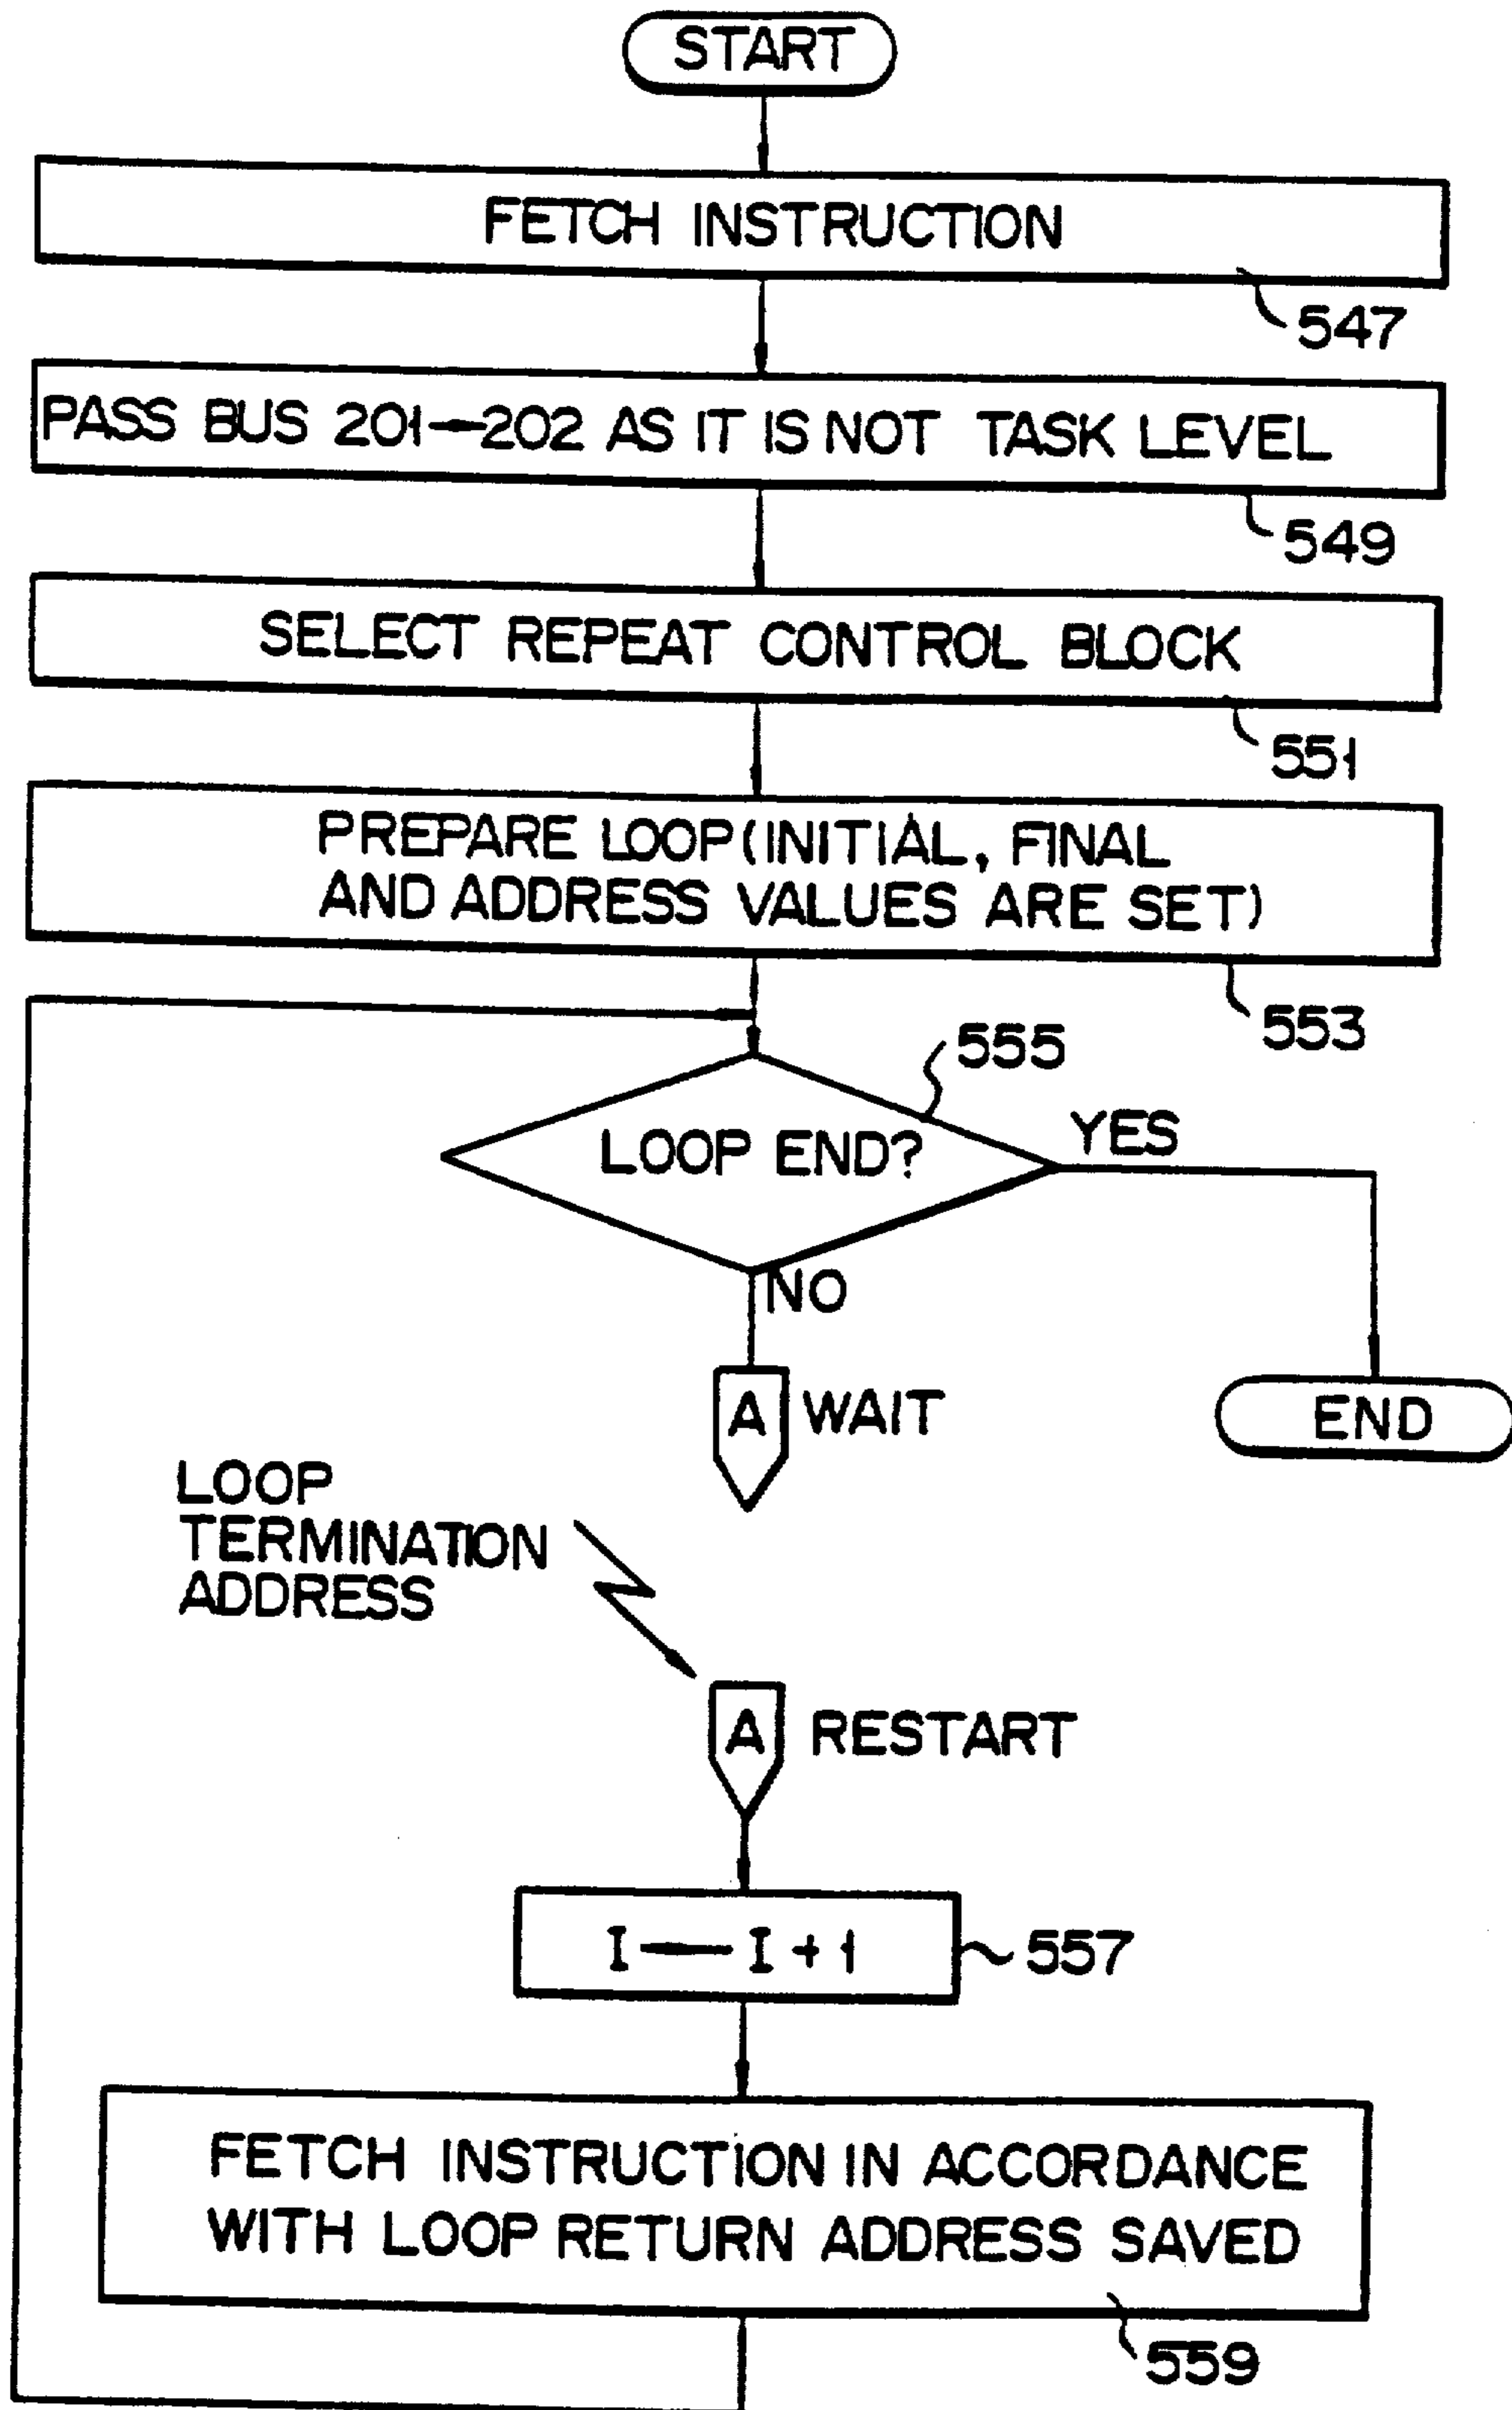 START
FETCH INSTRUCTION
547
PASS BUS 201←202 AS IT IS NOT TASK LEVEL
549
SELECT REPEAT CONTROL BLOCK
551
PREPARE LOOP(INITIAL, FINAL
AND ADDRESS VALUES ARE SET)
553
555
LOOP END?
YES
NO
A WAIT
END
LOOP
TERMINATION
ADDRESS
A RESTART
I ← I + 1
557
FETCH INSTRUCTION IN ACCORDANCE
WITH LOOP RETURN ADDRESS SAVED
559